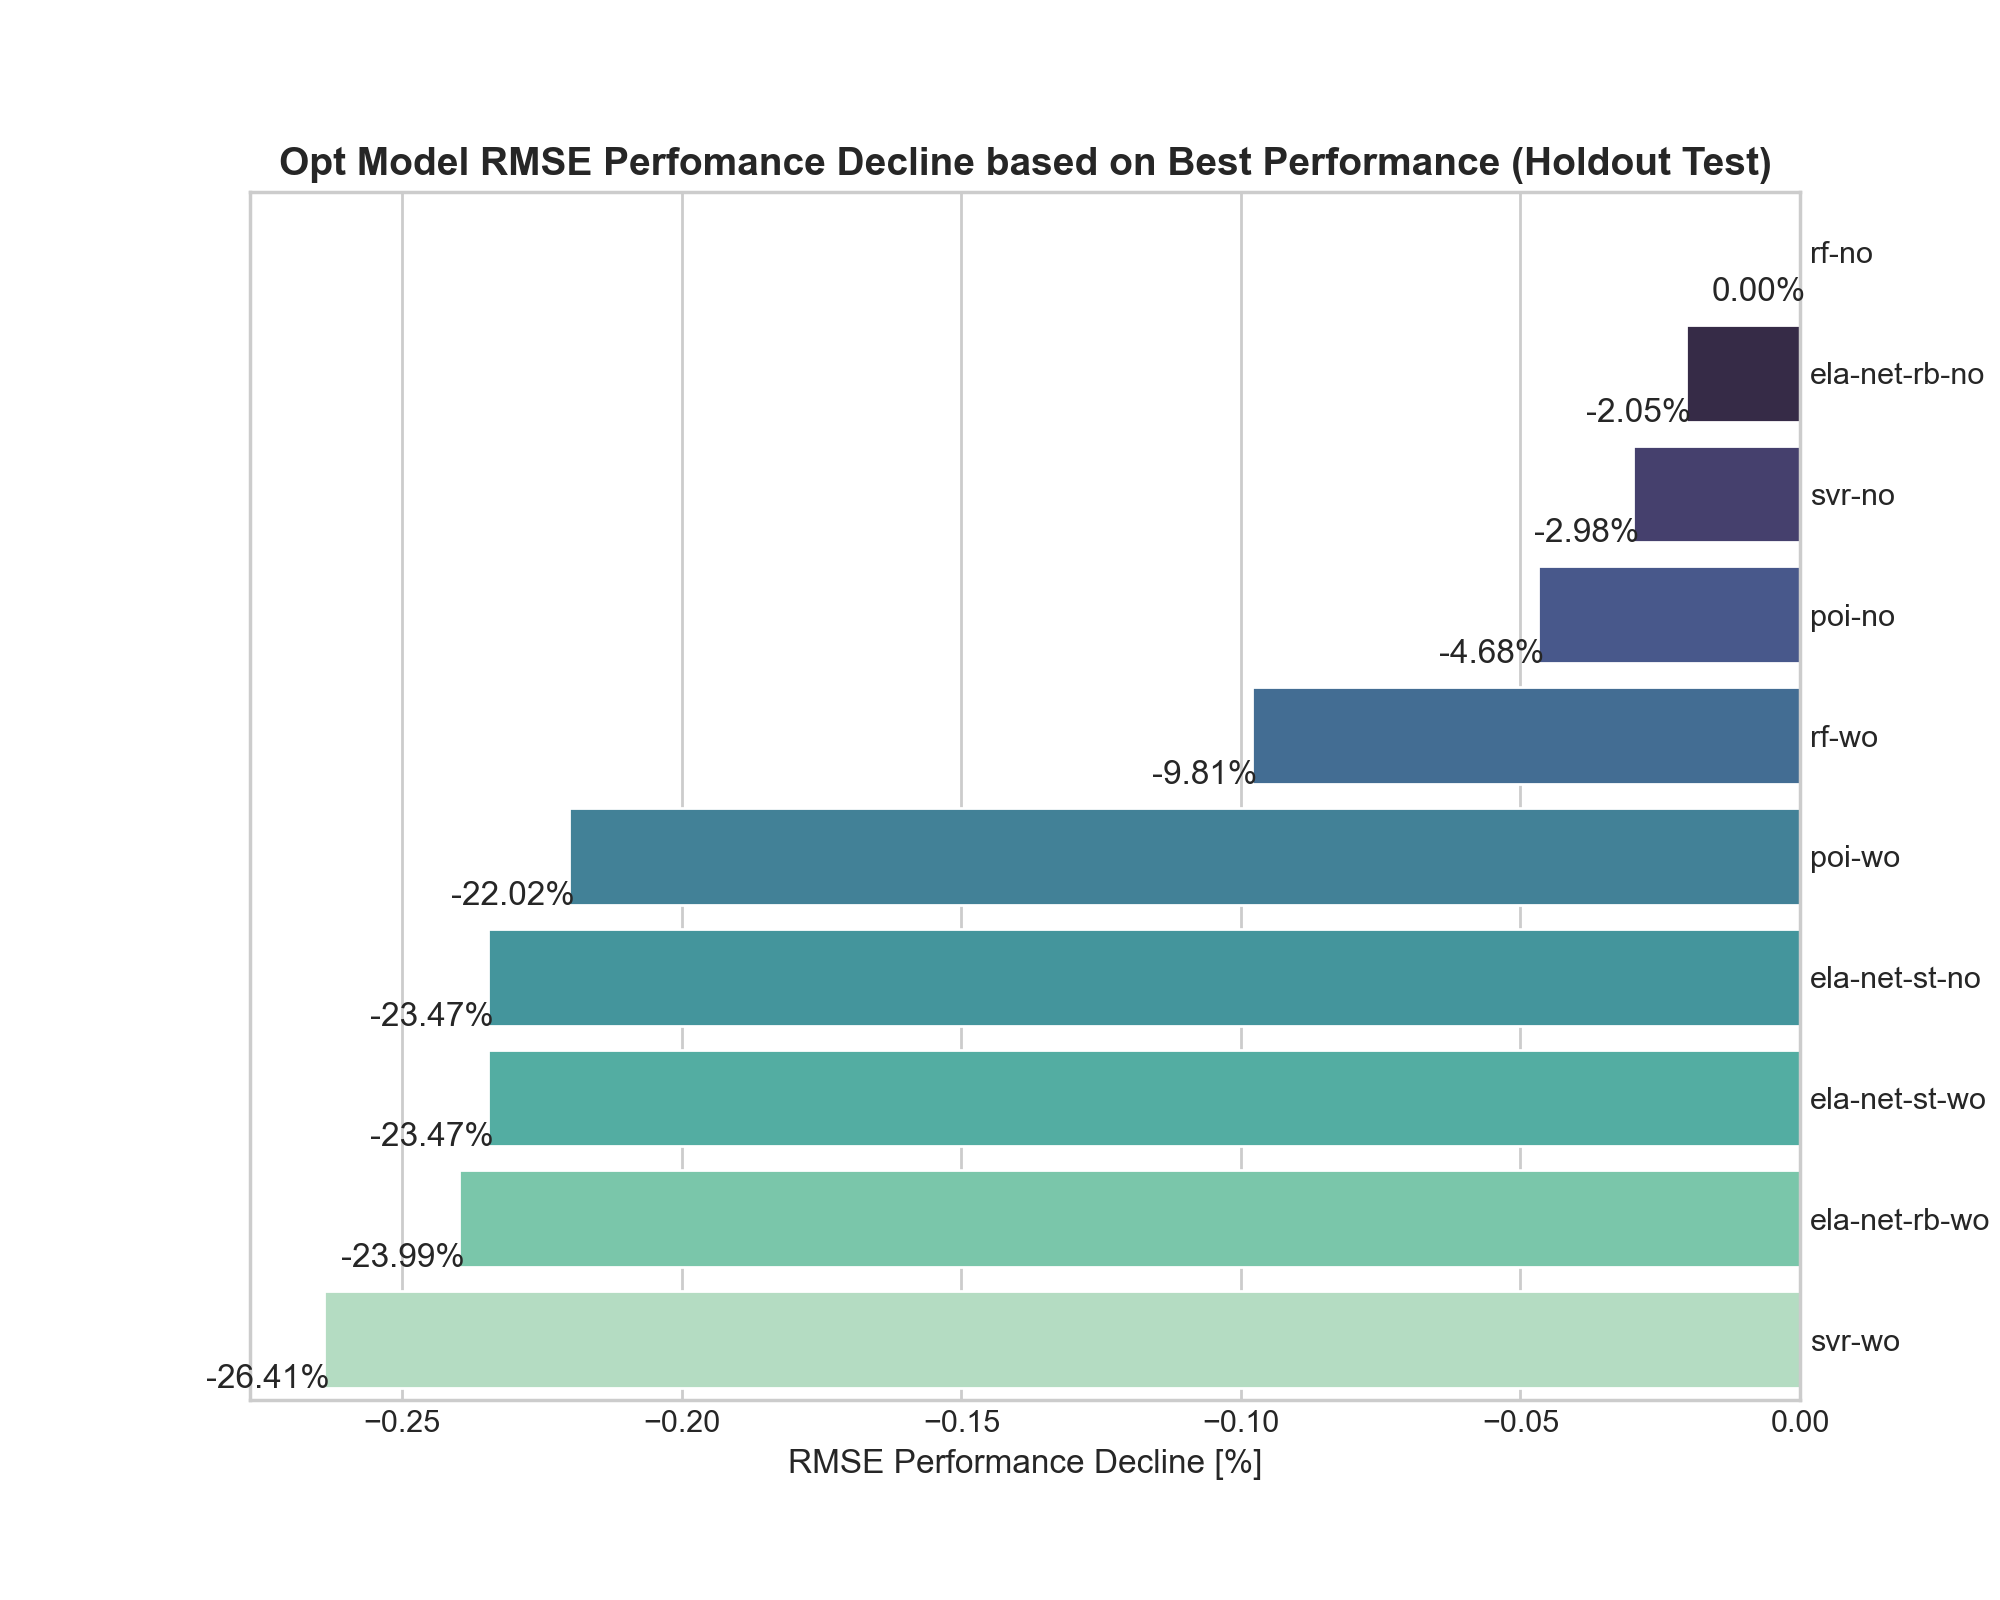 Opt Model RMSE Perfomance Decline based on Best Performance (Holdout Test)
rf-no
0.00%
ela-net-rb-no
-2.05%
svr-no
-2.98%
poi-no
-4.68%
rf-wo
-9.81%
poi-wo
-22.02%
ela-net-st-no
-23.47%
ela-net-st-wo
-23.47%
ela-net-rb-wo
-23.99%
svr-wo
-26.41%
−0.25 −0.20 −0.15 −0.10 −0.05 0.00
RMSE Performance Decline [%]